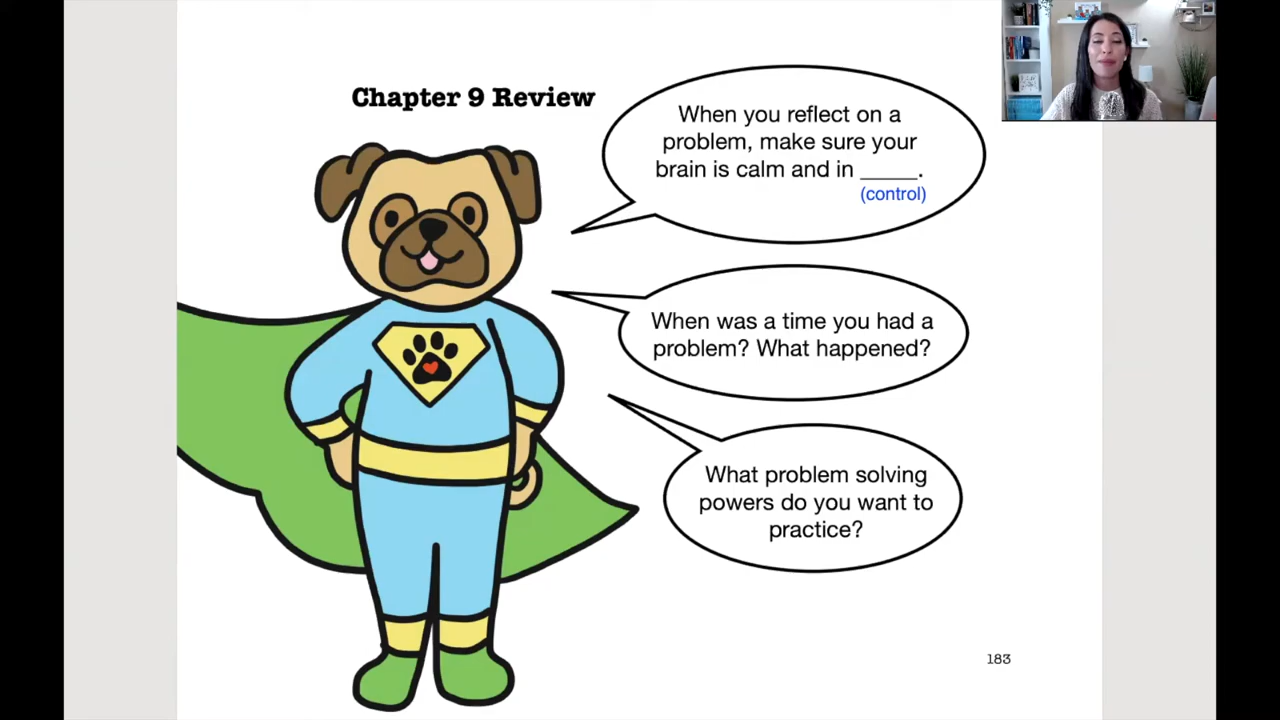 Chapter 9 Review
When you reflect on a
problem, make sure your
brain is calm and in _____.
(control)
When was a time you had a
problem? What happened?
What problem solving
powers do you want to
practice?
183